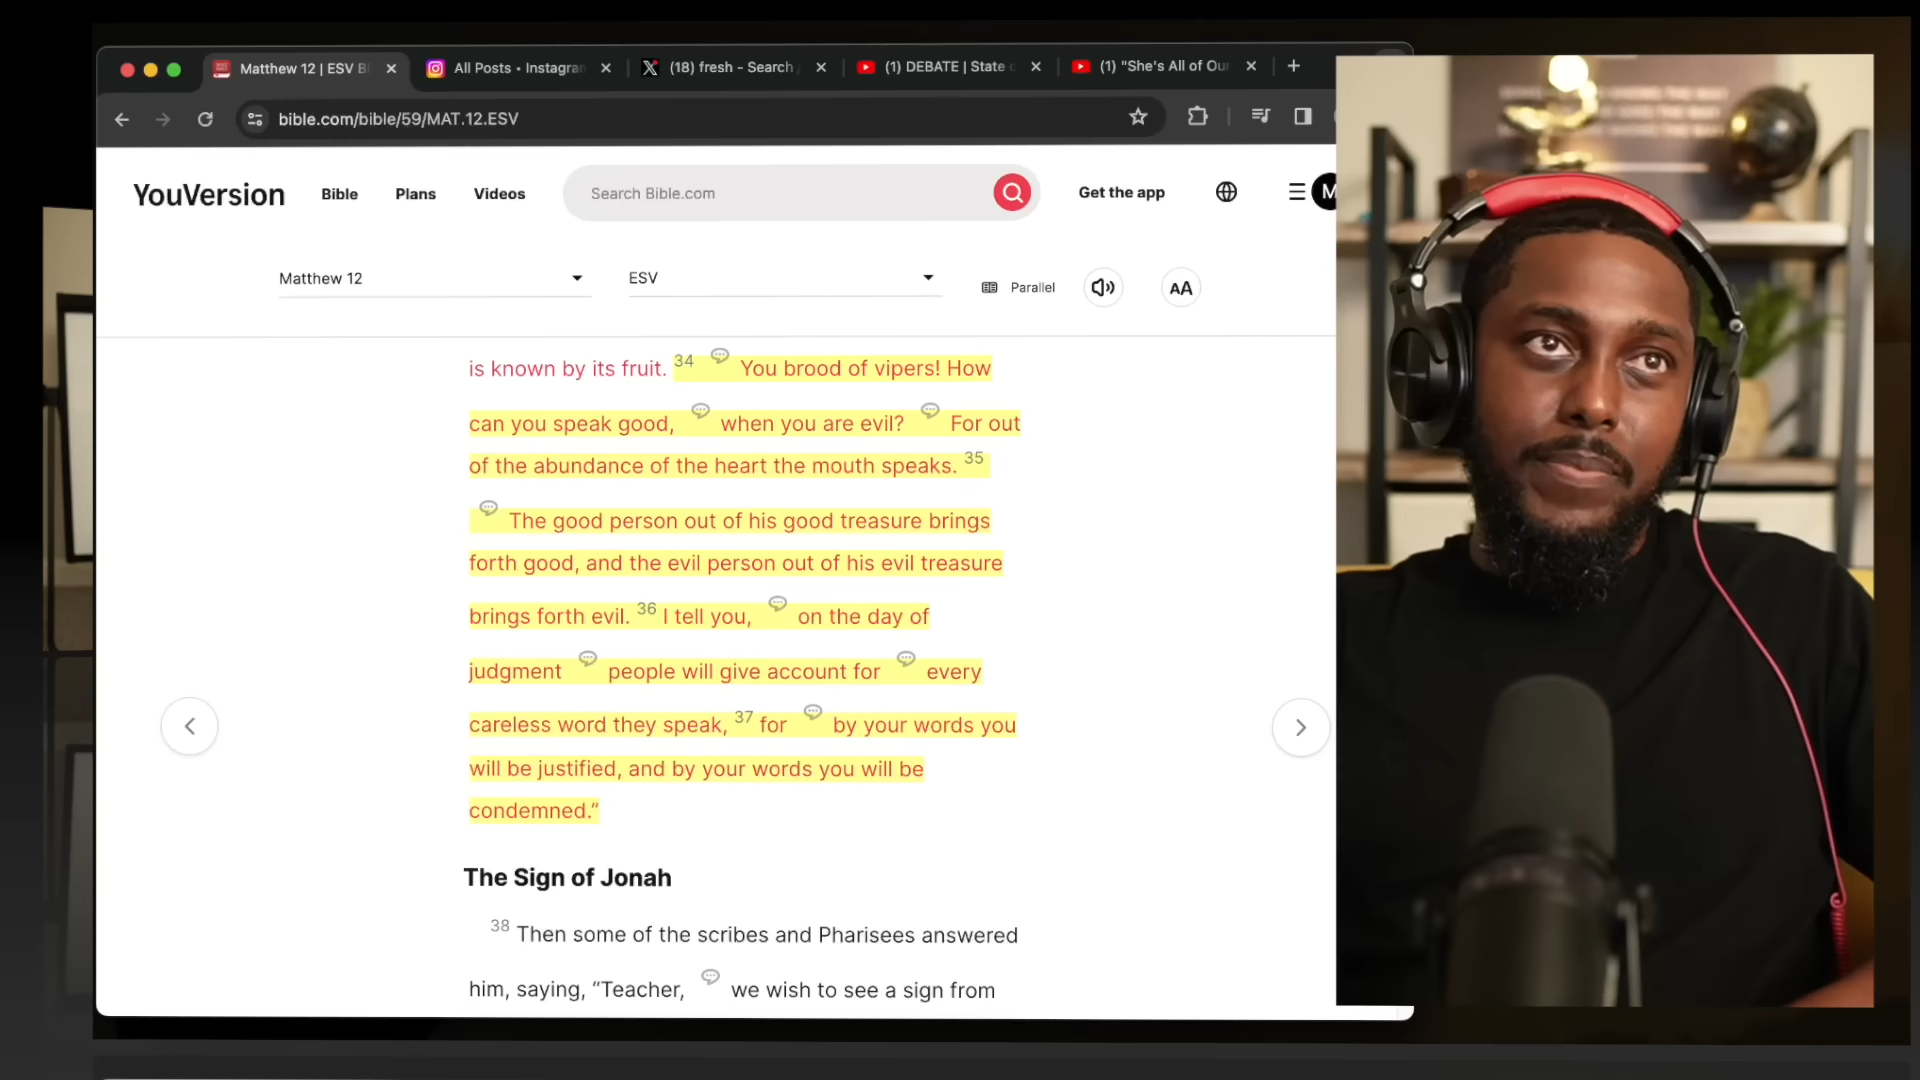 Matthew 12 | ESV B
All Posts • Instagram
(18) fresh - Search
(1) DEBATE | State
(1) "She's All of Our
bible.com/bible/59/MAT.12.ESV
YouVersion
Bible
Plans
Videos
Search Bible.com
Get the app
M
Matthew 12
ESV
Parallel
AA
is known by its fruit. 34 You brood of vipers! How
can you speak good, when you are evil? For out
of the abundance of the heart the mouth speaks. 35
The good person out of his good treasure brings
forth good, and the evil person out of his evil treasure
brings forth evil. 36 I tell you, on the day of
judgment people will give account for every
careless word they speak, 37 for by your words you
will be justified, and by your words you will be
condemned.”
The Sign of Jonah
38 Then some of the scribes and Pharisees answered
him, saying, “Teacher, we wish to see a sign from